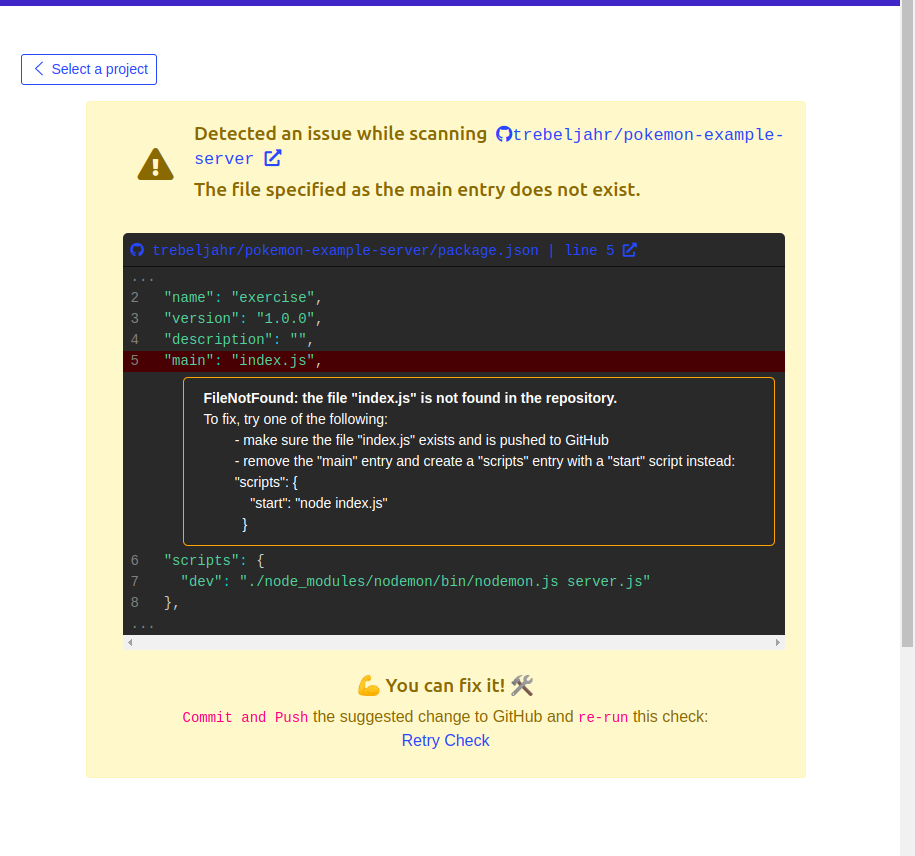 Select a project
Detected an issue while scanning trebeljahr/pokemon-example-
server
The file specified as the main entry does not exist.
trebeljahr/pokemon-example-server/package.json | line 5
...
2 "name": "exercise",
3 "version": "1.0.0",
4 "description": "",
5 "main": "index.js",
FileNotFound: the file "index.js" is not found in the repository.
To fix, try one of the following:
- make sure the file "index.js" exists and is pushed to GitHub
- remove the "main" entry and create a "scripts" entry with a "start" script instead:
"scripts": {
"start": "node index.js"
}
6 "scripts": {
7 "dev": "./node_modules/nodemon/bin/nodemon.js server.js"
8 },
...
💪 You can fix it! 🛠
Commit and Push the suggested change to GitHub and re-run this check:
Retry Check